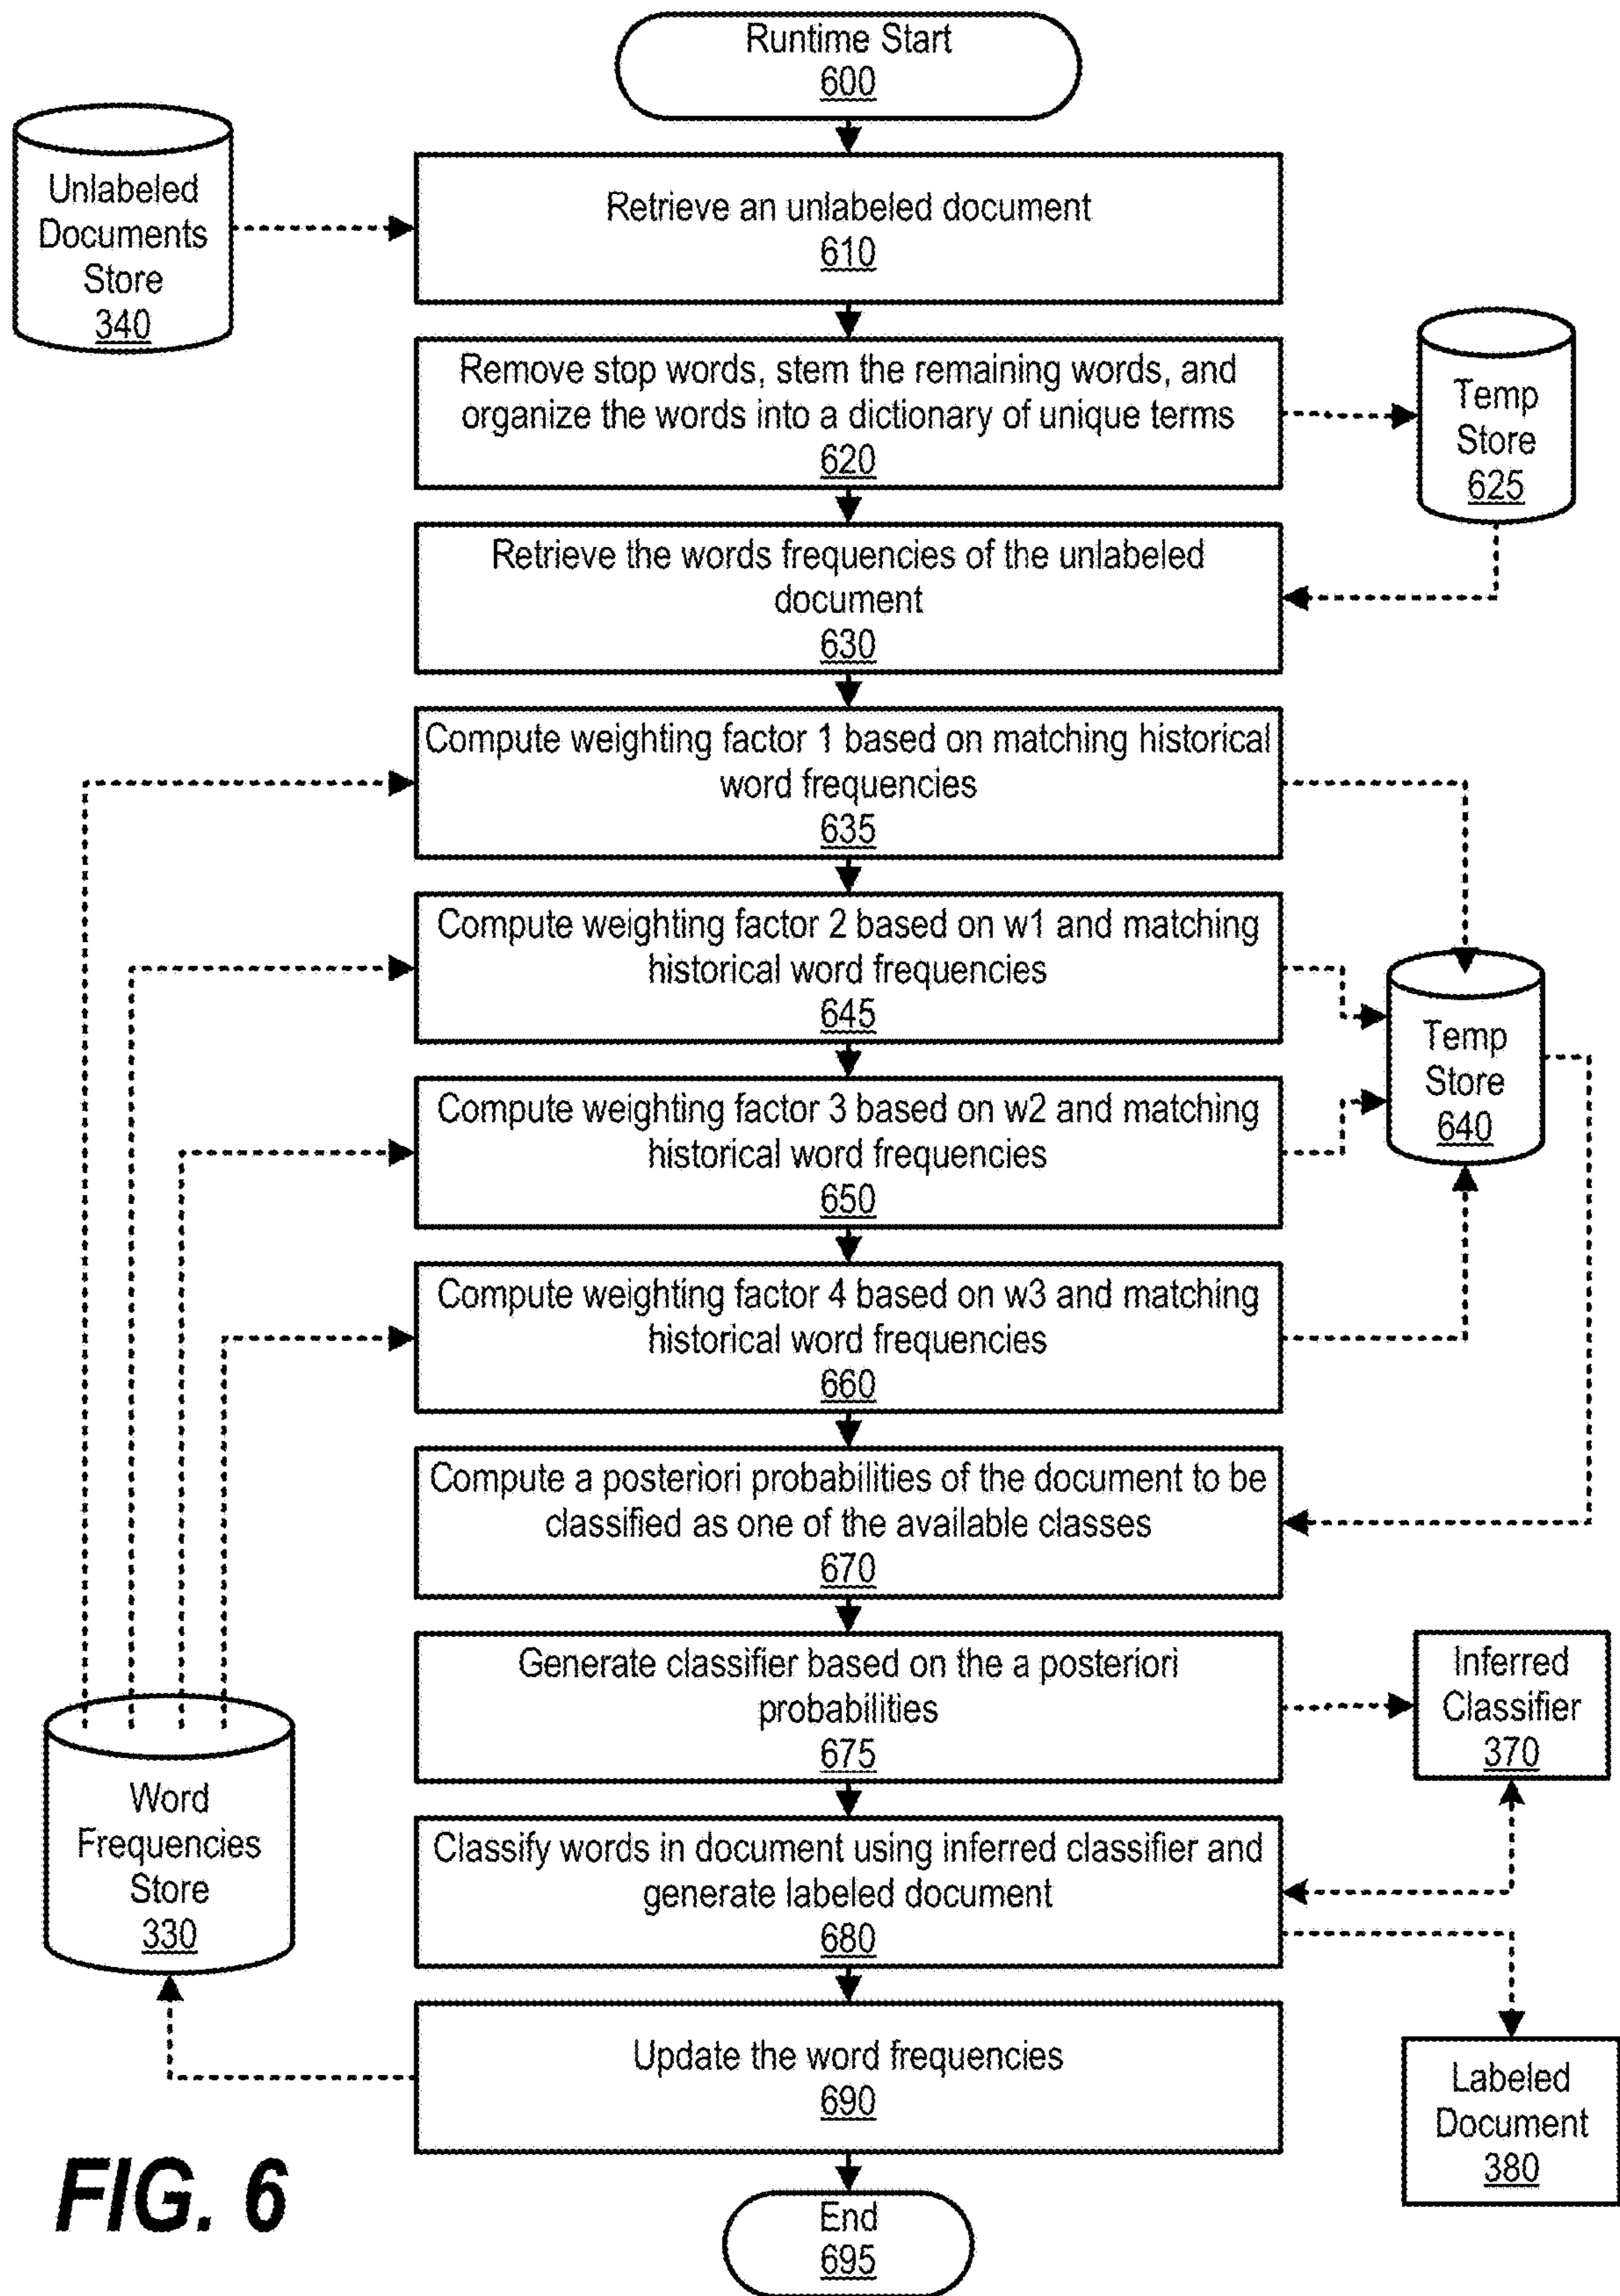 Runtime Start
600
Unlabeled
Documents
Store
340
Retrieve an unlabeled document
610
Remove stop words, stem the remaining words, and
organize the words into a dictionary of unique terms
620
Temp
Store
625
Retrieve the words frequencies of the unlabeled
document
630
Compute weighting factor 1 based on matching historical
word frequencies
635
Compute weighting factor 2 based on w1 and matching
historical word frequencies
645
Temp
Store
640
Compute weighting factor 3 based on w2 and matching
historical word frequencies
650
Compute weighting factor 4 based on w3 and matching
historical word frequencies
660
Compute a posteriori probabilities of the document to be
classified as one of the available classes
670
Generate classifier based on the a posteriori
probabilities
675
Inferred
Classifier
370
Word
Frequencies
Store
330
Classify words in document using inferred classifier and
generate labeled document
680
Update the word frequencies
690
Labeled
Document
380
FIG. 6
End
695